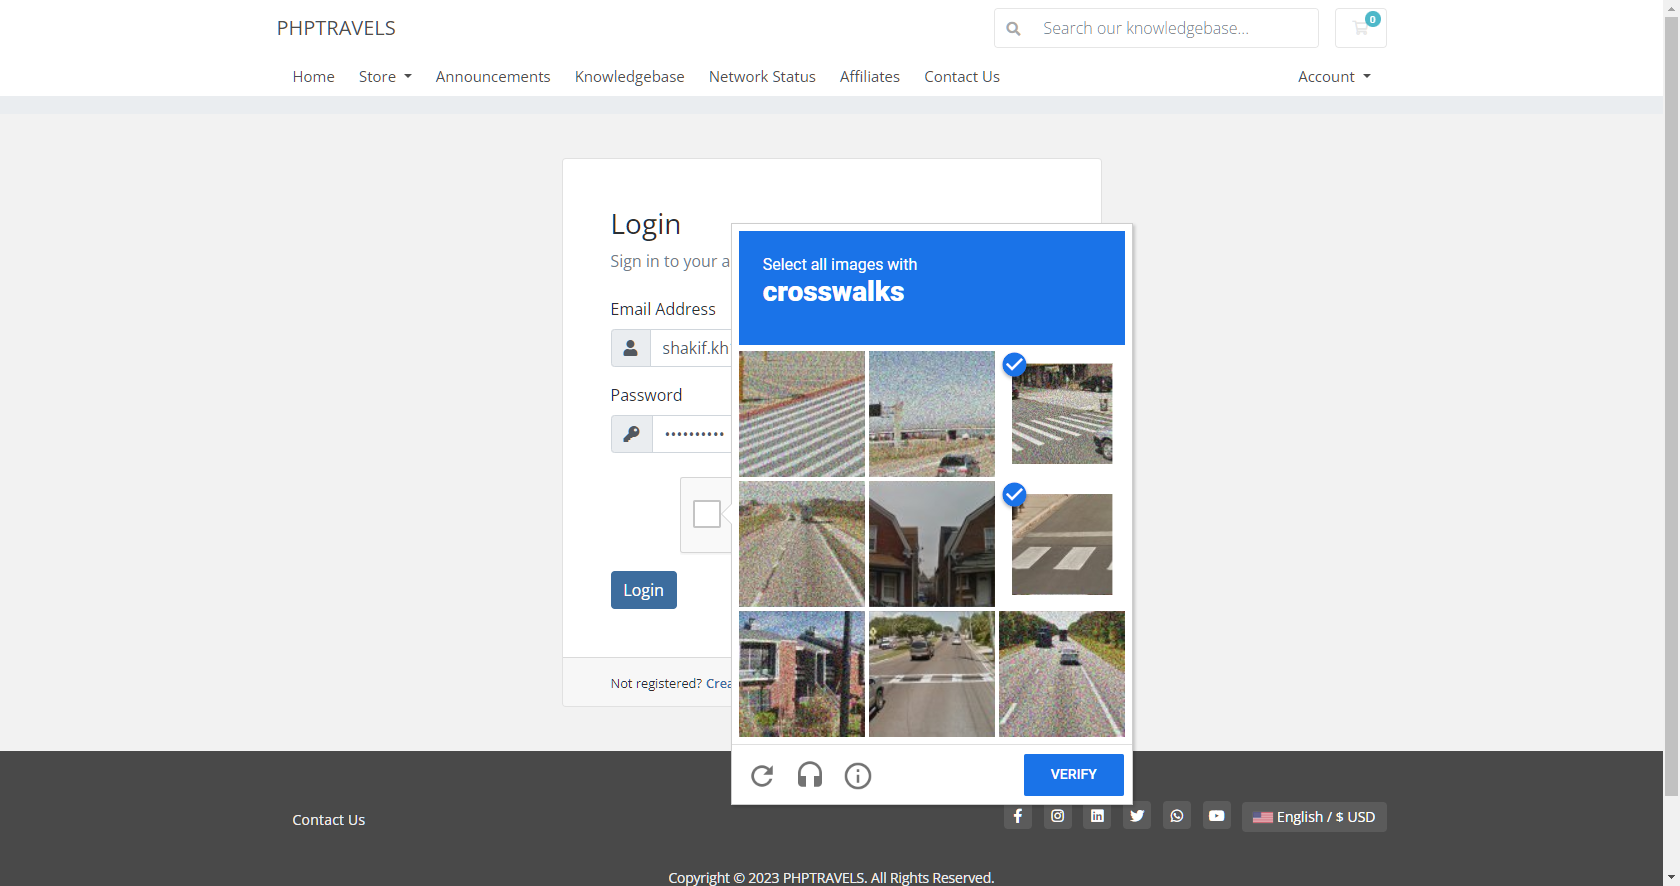 PHPTRAVELS
Search our knowledgebase...
0
Home Store Announcements Knowledgebase Network Status Affiliates Contact Us Account
Login
Sign in to your a
Email Address
shakif.kh
Password
••••••••••
Login
Not registered? Crea
Select all images with
crosswalks
VERIFY
Contact Us
English / $ USD
Copyright © 2023 PHPTRAVELS. All Rights Reserved.